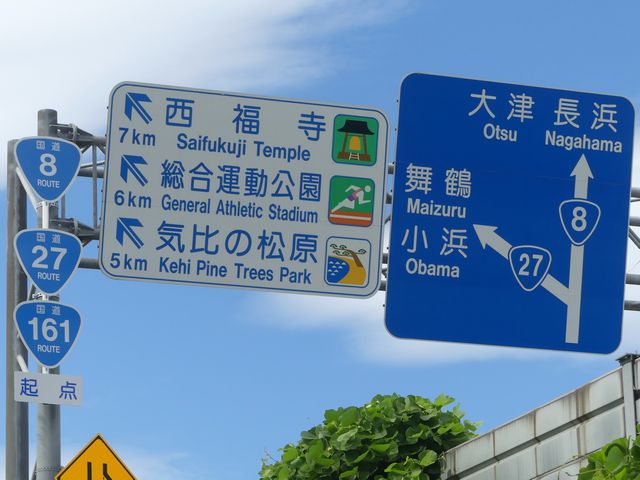 国道
8
ROUTE
国道
27
ROUTE
国道
161
ROUTE
起点
西福寺
7km Saifukuji Temple
総合運動公園
6km General Athletic Stadium
気比の松原
5km Kehi Pine Trees Park
大津 長浜
Otsu Nagahama
舞鶴
Maizuru
小浜
Obama
8
27